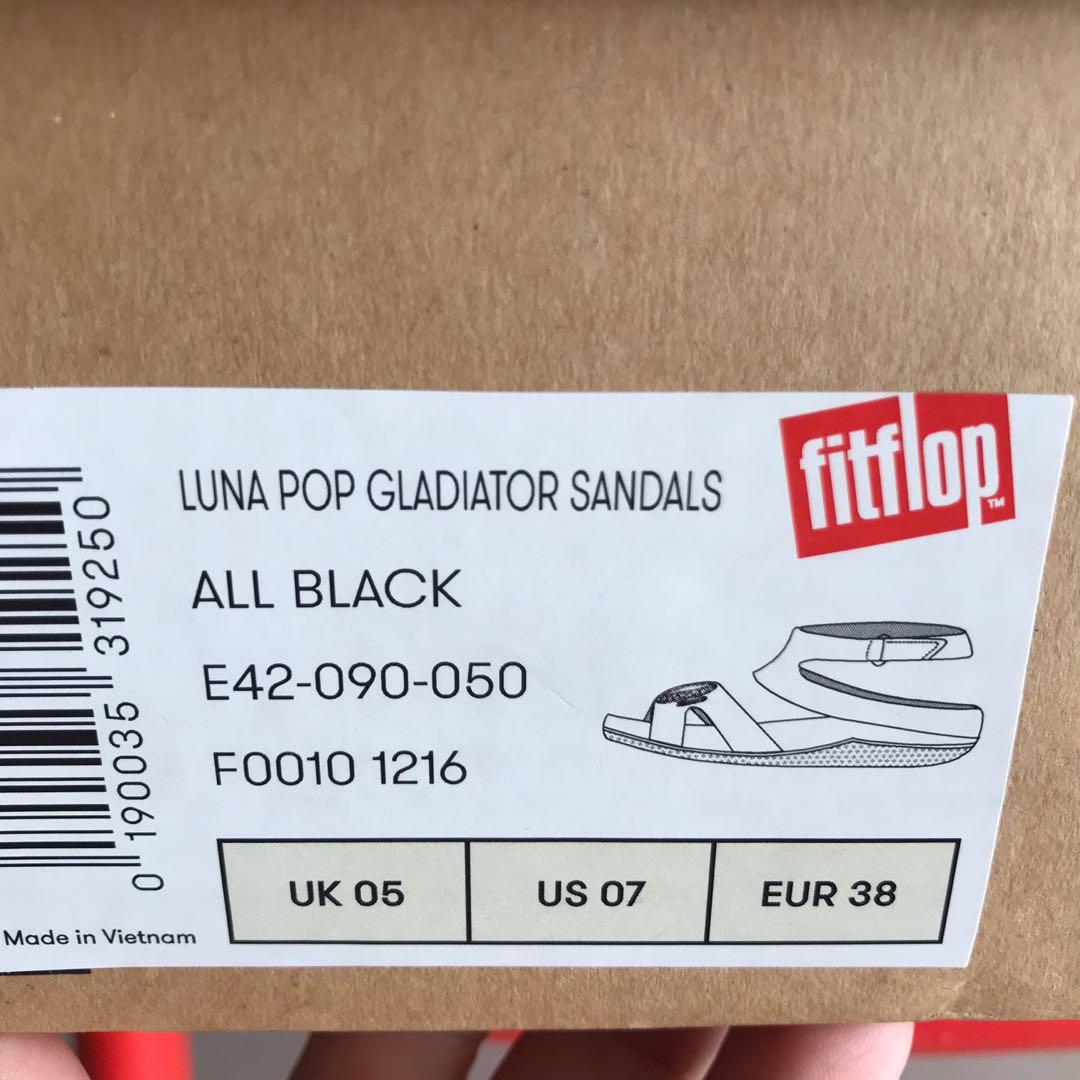 fitflop™
LUNA POP GLADIATOR SANDALS
ALL BLACK
E42-090-050
F0010 1216
0 190035 319250
UK 05 US 07 EUR 38
Made in Vietnam